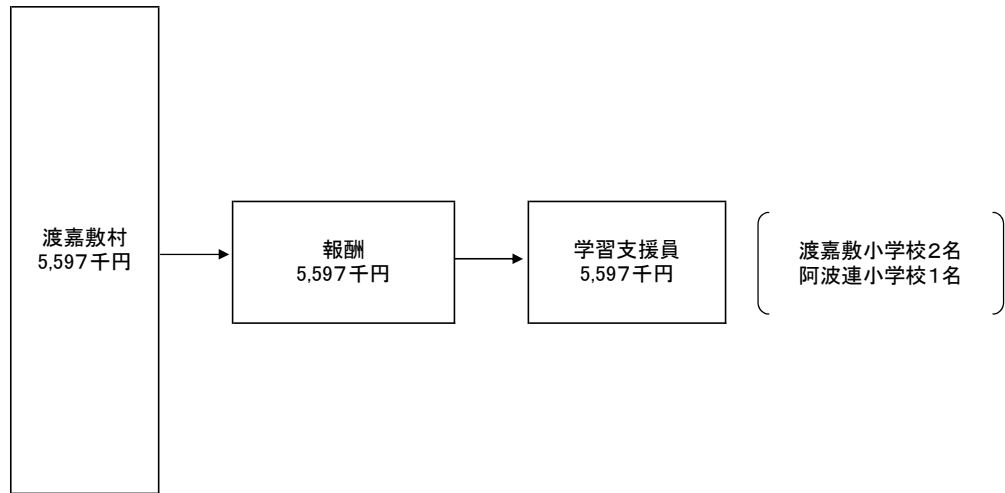 渡嘉敷村
5,597千円
報酬
5,597千円
学習支援員
5,597千円
渡嘉敷小学校2名
阿波連小学校1名